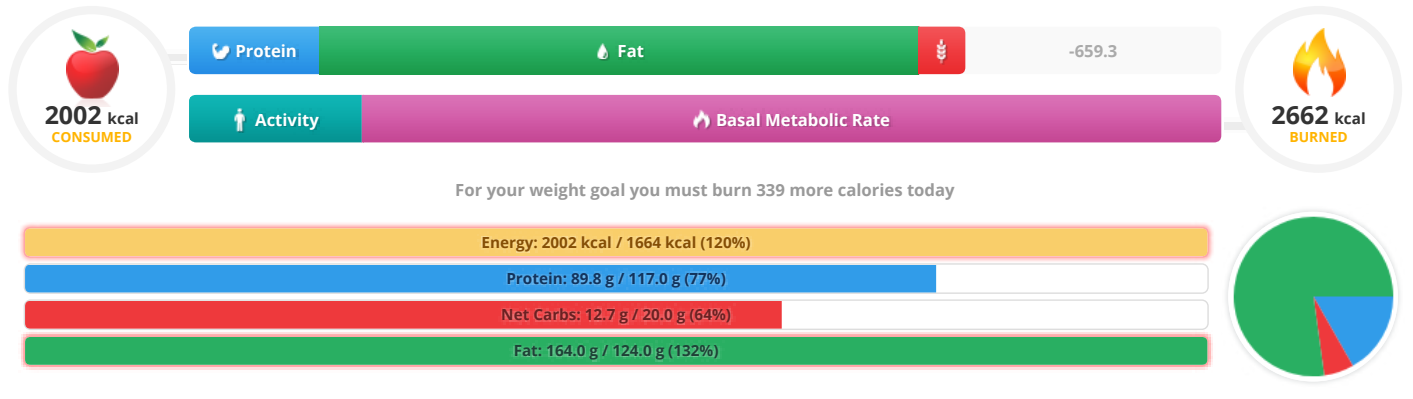 2002 kcal
CONSUMED
Protein
Fat
-659.3
Activity
Basal Metabolic Rate
2662 kcal
BURNED
For your weight goal you must burn 339 more calories today
Energy: 2002 kcal / 1664 kcal (120%)
Protein: 89.8 g / 117.0 g (77%)
Net Carbs: 12.7 g / 20.0 g (64%)
Fat: 164.0 g / 124.0 g (132%)